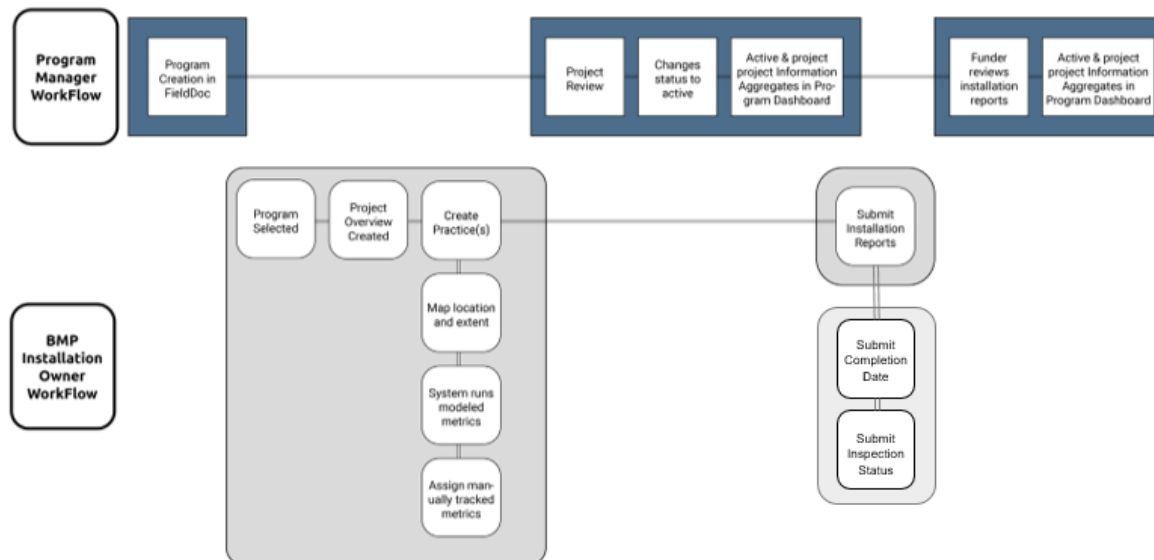 Program
Manager
WorkFlow
Program
Creation in
FieldDoc
Project
Review
Changes
status to
active
Active & project
project Information
Aggregates in Pro-
gram Dashboard
Funder
reviews
installation
reports
Active & project
project Information
Aggregates in
Program Dashboard
Program
Selected
Project
Overview
Created
Create
Practice(s)
Submit
Installation
Reports
Map location
and extent
BMP
Installation
Owner
WorkFlow
Submit
Completion
Date
System runs
modeled
metrics
Submit
Inspection
Status
Assign man-
ually tracked
metrics